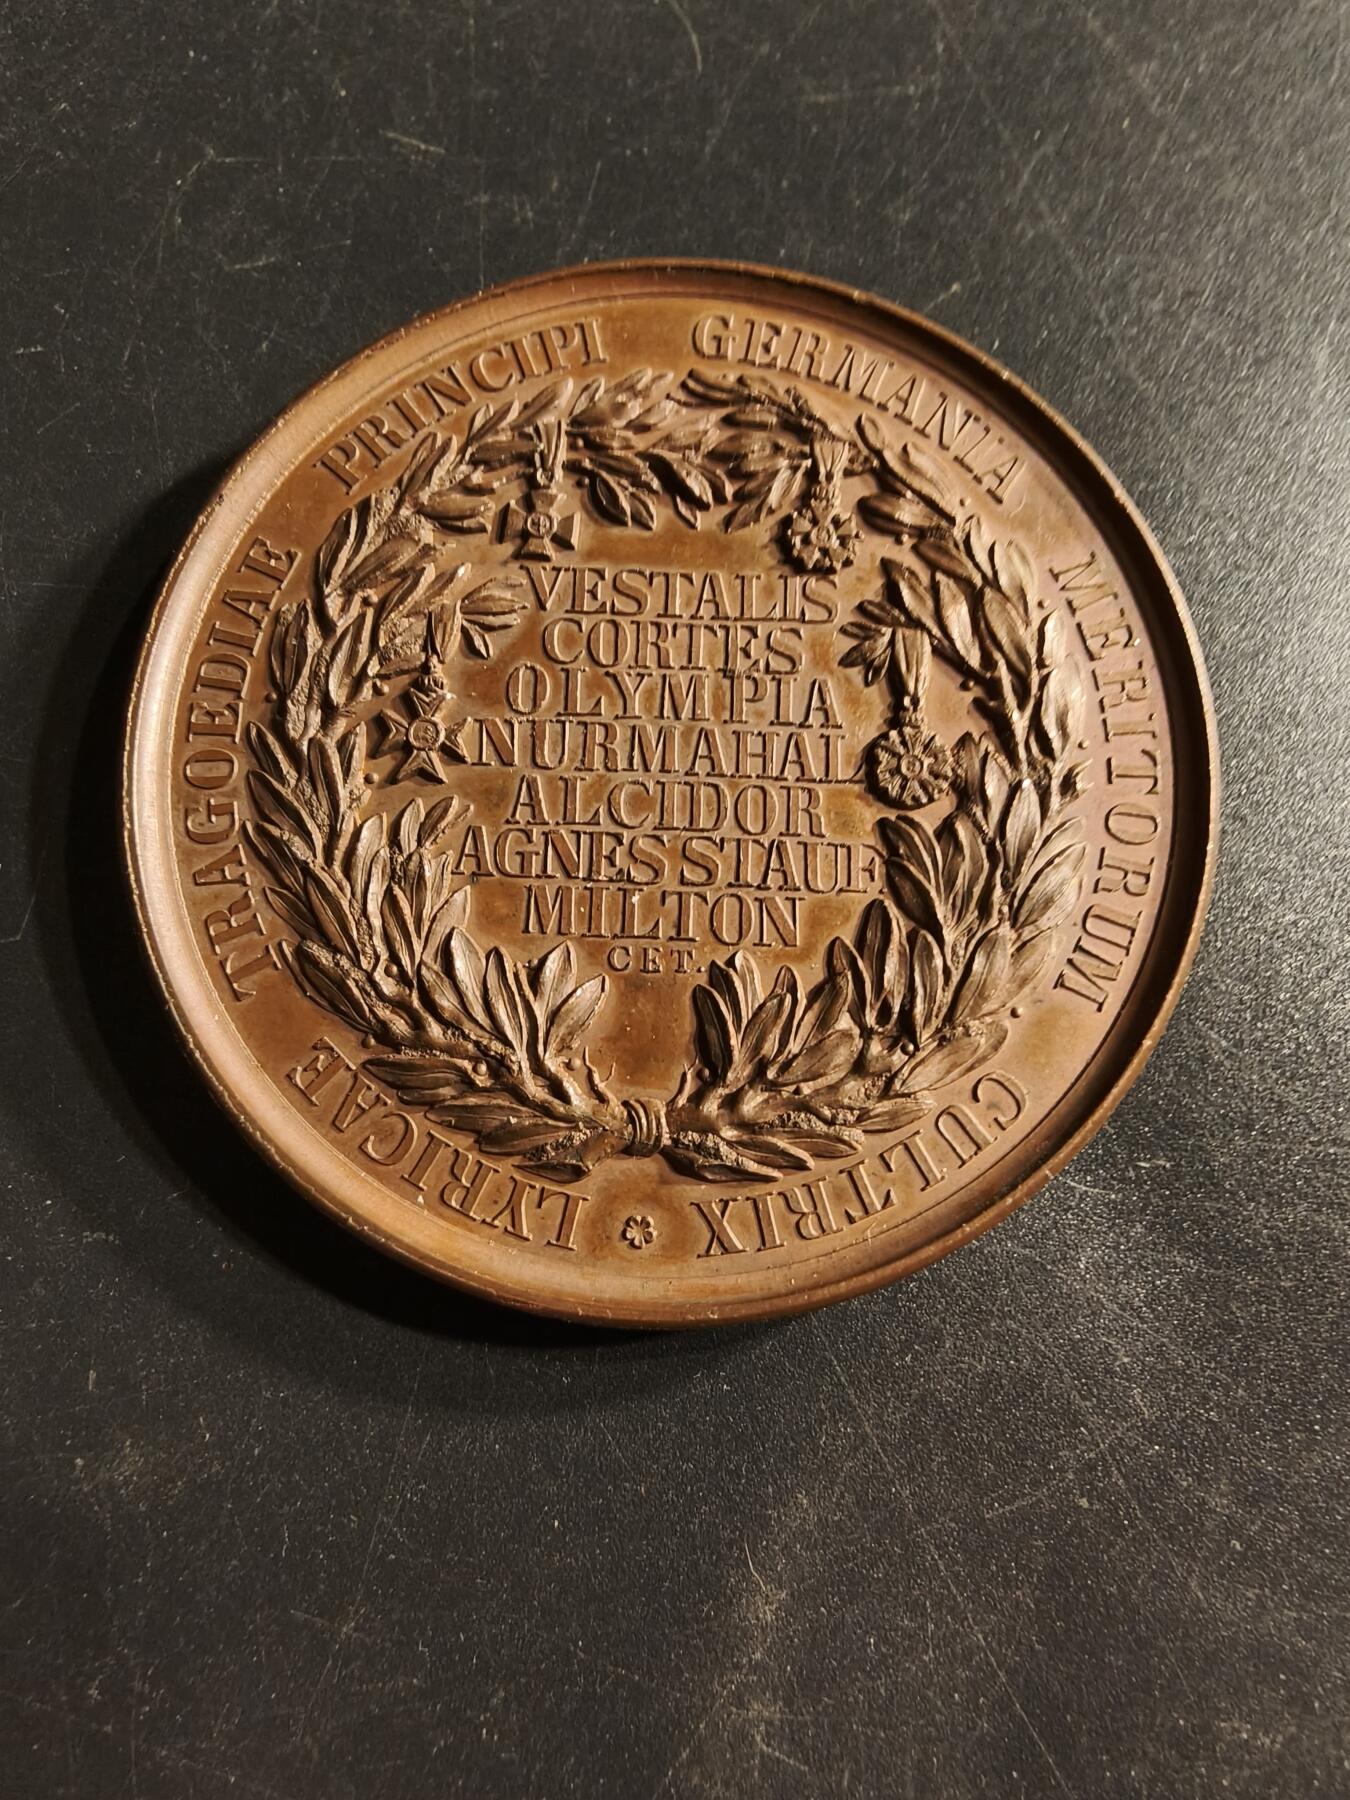 LYRICAE TRAGOEDIAE PRINCIPI GERMANIA MERITORUM CULTRIX
VESTALIS
CORTES
OLYMPIA
NURMAHAL
ALCIDOR
AGNES STAUF.
MILTON
CET.